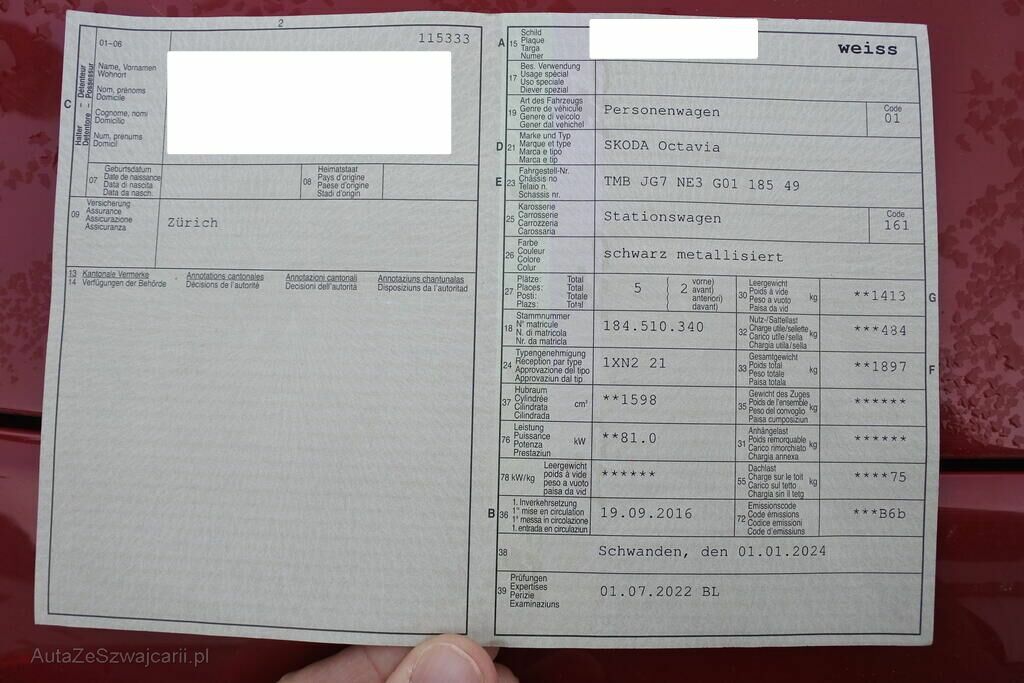 2
115333
01–06
C
Halter – Détenteur
Detentore – Possessur
Name, Vornamen
Wohnort
Nom, prénoms
Domicile
Cognome, nomi
Domicilio
Num, prenums
Domicil
07
Geburtsdatum
Date de naissance
Data di nascita
Data da nasch.
08
Heimatstaat
Pays d'origine
Paese d'origine
Stadi d'origin
09
Versicherung
Assurance
Assicurazione
Assicuranza
Zürich
13 Kantonale Vermerke
Annotations cantonales
Annotazioni cantonali
Annotaziuns chantunalas
14 Verfügungen der Behörde
Décisions de l'autorité
Decisioni dell'autorità
Disposiziuns da l'autoritad
A 15
Schild
Plaque
Targa
Numer
weiss
17
Bes. Verwendung
Usage spécial
Uso speciale
Diever spezial
19
Art des Fahrzeugs
Genre de véhicule
Genere di veicolo
Gener dal vehichel
Personenwagen
Code
01
D 21
Marke und Typ
Marque et type
Marca e tipo
Marca e tip
SKODA Octavia
E 23
Fahrgestell-Nr.
Châssis no
Telaio n.
Schassis nr.
TMB JG7 NE3 G01 185 49
25
Karosserie
Carrosserie
Carrozzeria
Carossaria
Stationswagen
Code
161
26
Farbe
Couleur
Colore
Colur
schwarz metallisiert
27
Plätze: Total
Places: Total
Posti: Totale
Plazs: Total
5 ( 2
vorne)
avant)
anteriori)
davant)
30
Leergewicht
Poids à vide
Peso a vuoto
Paisa da vid
kg
**1413
G
18
Stammnummer
N° matricule
N. di matricola
Nr. da matricla
184.510.340
32
Nutz-/Sattellast
Charge utile/sellette
Carico utile/sella
Chargia utila/sella
kg
***484
24
Typengenehmigung
Réception par type
Approvazione del tipo
Approvaziun dal tip
1XN2 21
33
Gesamtgewicht
Poids total
Peso totale
Paisa totala
kg
**1897
F
37
Hubraum
Cylindrée
Cilindrata
Cilindrada
cm³
**1598
35
Gewicht des Zuges
Poids de l'ensemble
Peso del convoglio
Paisa cumposiziun
kg
******
76
Leistung
Puissance
Potenza
Prestaziun
kW
**81.0
31
Anhängelast
Poids remorquable
Carico rimorchiato
Chargia annexa
kg
******
78 kW/kg
Leergewicht
poids à vide
peso a vuoto
paisa da vid
******
55
Dachlast
Charge sur le toit
Carico sul tetto
Chargia sin il tetg
kg
****75
B 36
1. Inverkehrsetzung
1re mise en circulation
1a messa in circolazione
1. entrada en circulaziun
19.09.2016
72
Emissionscode
Code émissions
Codice emissioni
Code d'emissiuns
***B6b
38
Schwanden, den 01.01.2024
39
Prüfungen
Expertises
Perizie
Examinaziuns
01.07.2022 BL
AutaZeSzwajcarii.pl